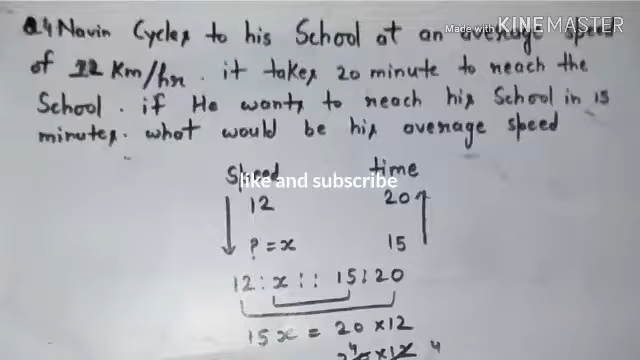 Q4 Navin Cycles to his School at an average speed
Made with KINEMASTER
of 12 Km/hr. it takes 20 minute to reach the
School. if He wants to reach his School in 15
minutes. what would be his average speed
Speed time
like and subscribe
12 20
? = x 15
12 : x :: 15 : 20
15x = 20 × 12